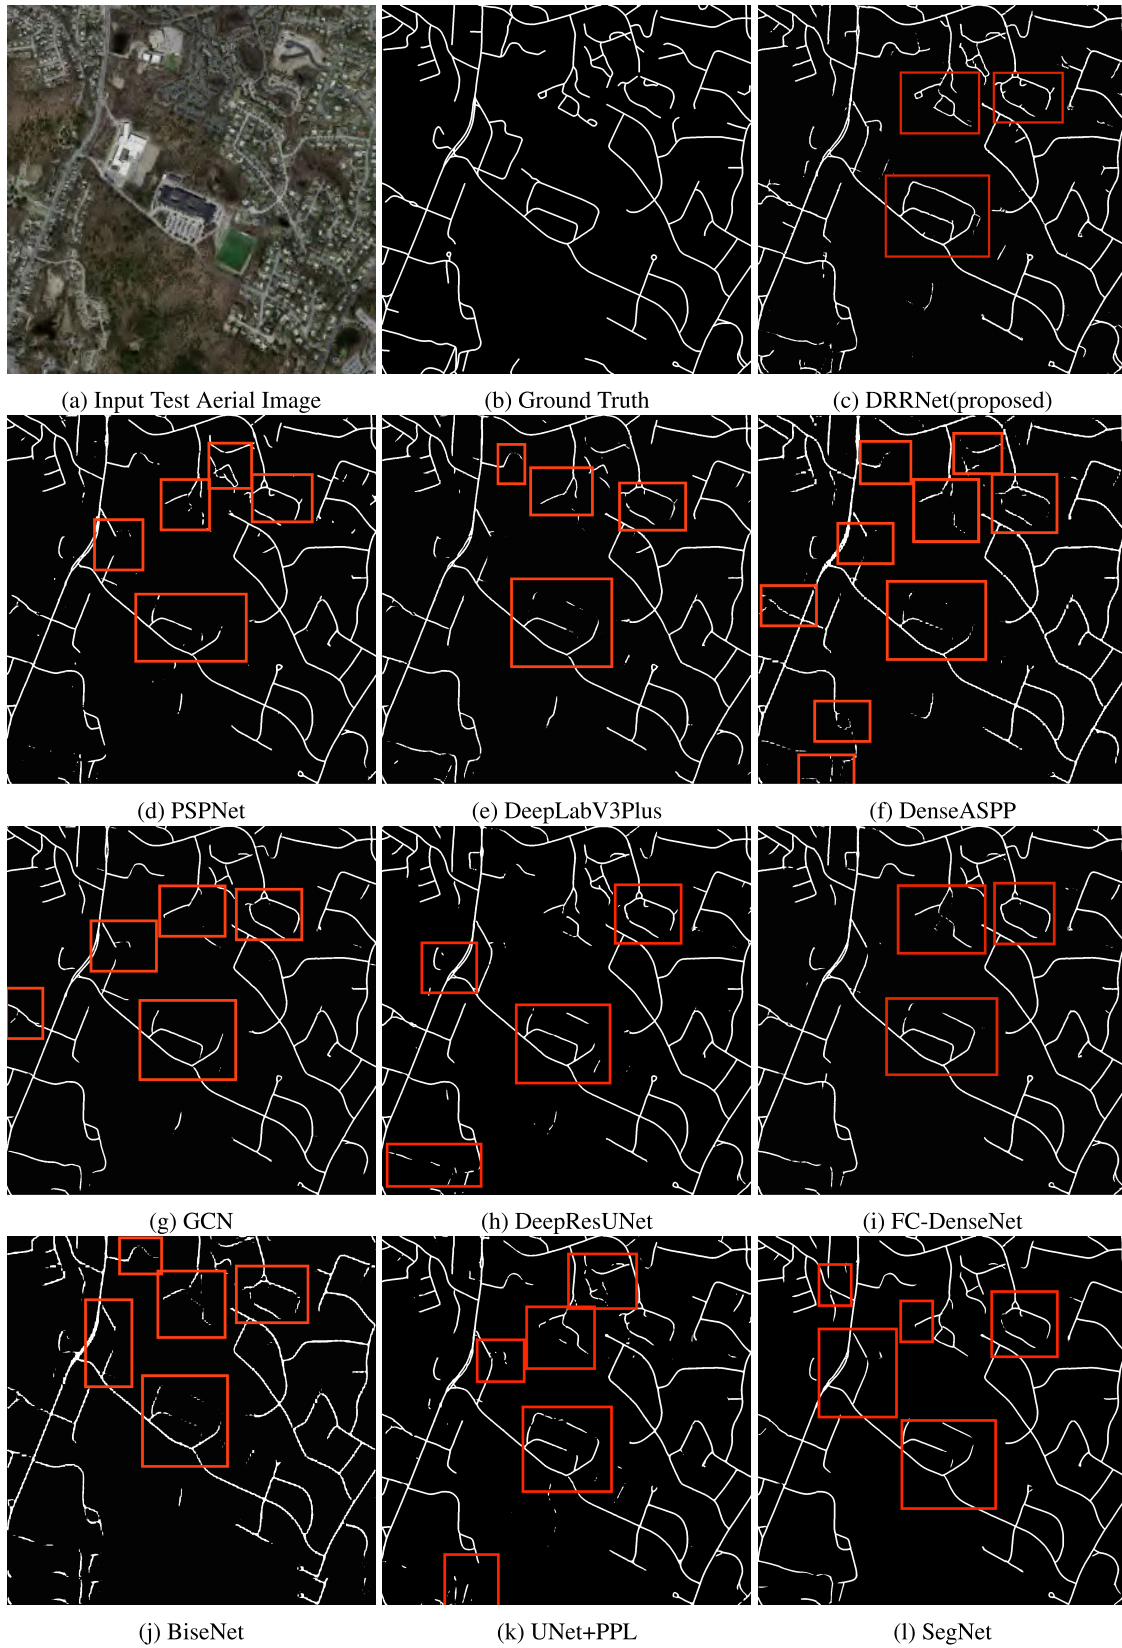 (a) Input Test Aerial Image
(b) Ground Truth
(c) DRRNet(proposed)
(d) PSPNet
(e) DeepLabV3Plus
(f) DenseASPP
(g) GCN
(h) DeepResUNet
(i) FC-DenseNet
(j) BiseNet
(k) UNet+PPL
(l) SegNet